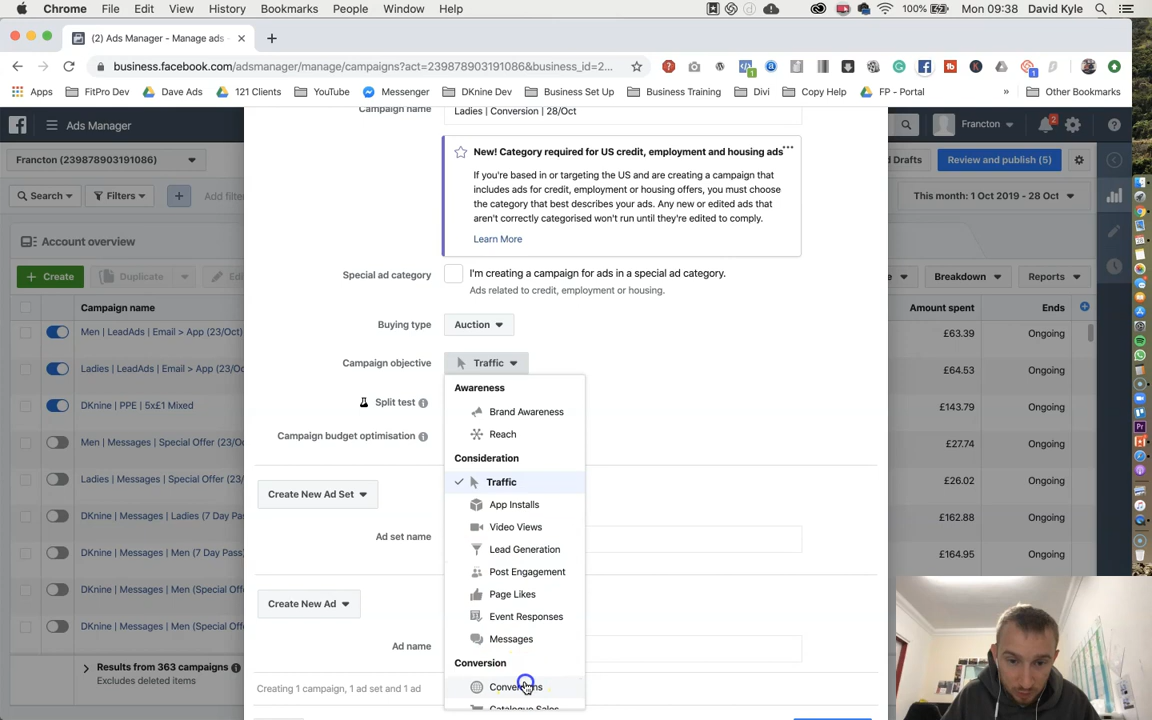 Chrome File Edit View History Bookmarks People Window Help 100% Mon 09:38 David Kyle
(2) Ads Manager - Manage ads
business.facebook.com/adsmanager/manage/campaigns?act=239878903191086&business_id=2...
Apps FitPro Dev Dave Ads 121 Clients YouTube Messenger DKnine Dev Business Set Up Business Training Divi Copy Help FP - Portal » Other Bookmarks
Campaign name Ladies | Conversion | 28/Oct
Ads Manager Francton 2
Francton (239878903191086) Drafts Review and publish (5)
New! Category required for US credit, employment and housing ads
If you're based in or targeting the US and are creating a campaign that
includes ads for credit, employment or housing offers, you must choose
the category that best describes your ads. Any new or edited ads that
aren't correctly categorised won't run until they're edited to comply.
Learn More
Search Filters Add filter This month: 1 Oct 2019 - 28 Oct
Account overview
Create Duplicate Edi Breakdown Reports
Special ad category I'm creating a campaign for ads in a special ad category.
Ads related to credit, employment or housing.
Campaign name Amount spent Ends
Buying type Auction
Men | LeadAds | Email > App (23/Oct) £63.39 Ongoing
Campaign objective Traffic
Ladies | LeadAds | Email > App (23/Oct £64.53 Ongoing
Awareness
Split test
DKnine | PPE | 5x£1 Mixed £143.79 Ongoing
Brand Awareness
Reach
Campaign budget optimisation
Men | Messages | Special Offer (23/Oc £27.74 Ongoing
Consideration
Traffic
Ladies | Messages | Special Offer (23/ £26.02 Ongoing
Create New Ad Set
App Installs
DKnine | Messages | Ladies (7 Day Pa £162.88 Ongoing
Video Views
Ad set name
Lead Generation
DKnine | Messages | Men (7 Day Pass £164.95 Ongoing
Post Engagement
DKnine | Messages | Men (Special Off
Page Likes
Create New Ad
Event Responses
DKnine | Messages | Men (Special Off
Messages
Ad name
Conversion
Results from 363 campaigns
Excludes deleted items
Conversions
Creating 1 campaign, 1 ad set and 1 ad
Catalogue Sales